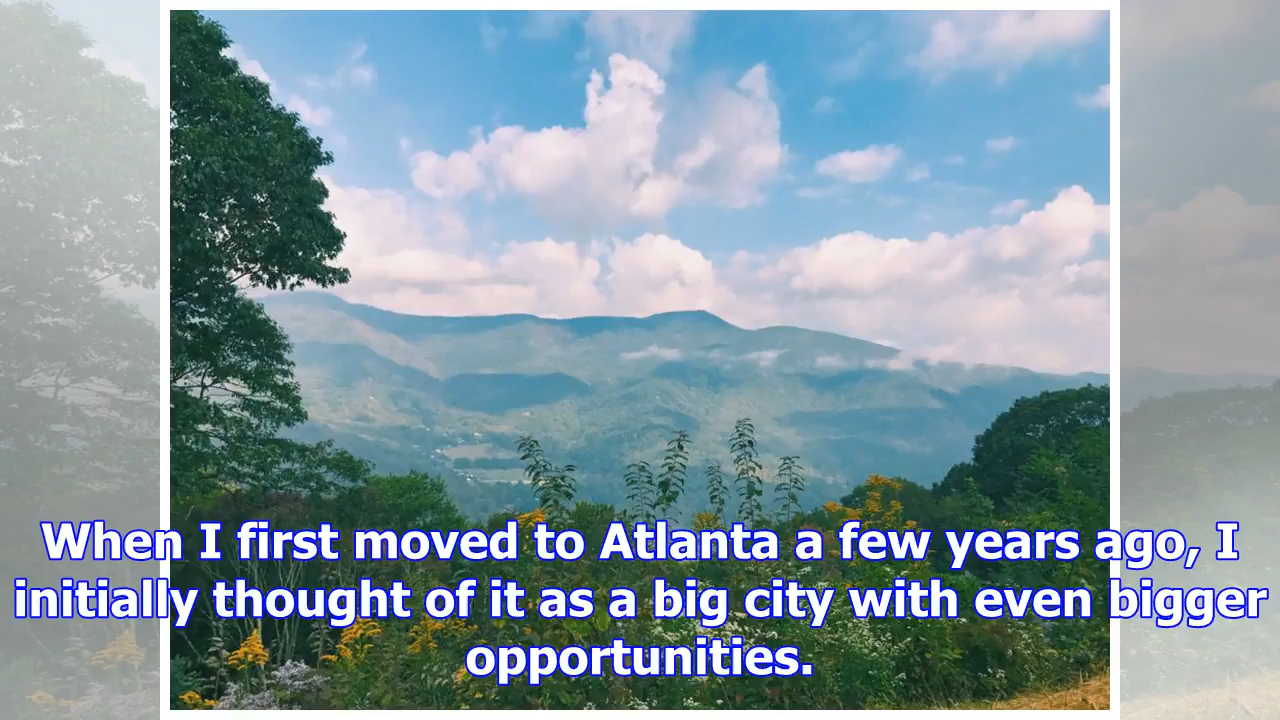 When I first moved to Atlanta a few years ago, I
initially thought of it as a big city with even bigger
opportunities.